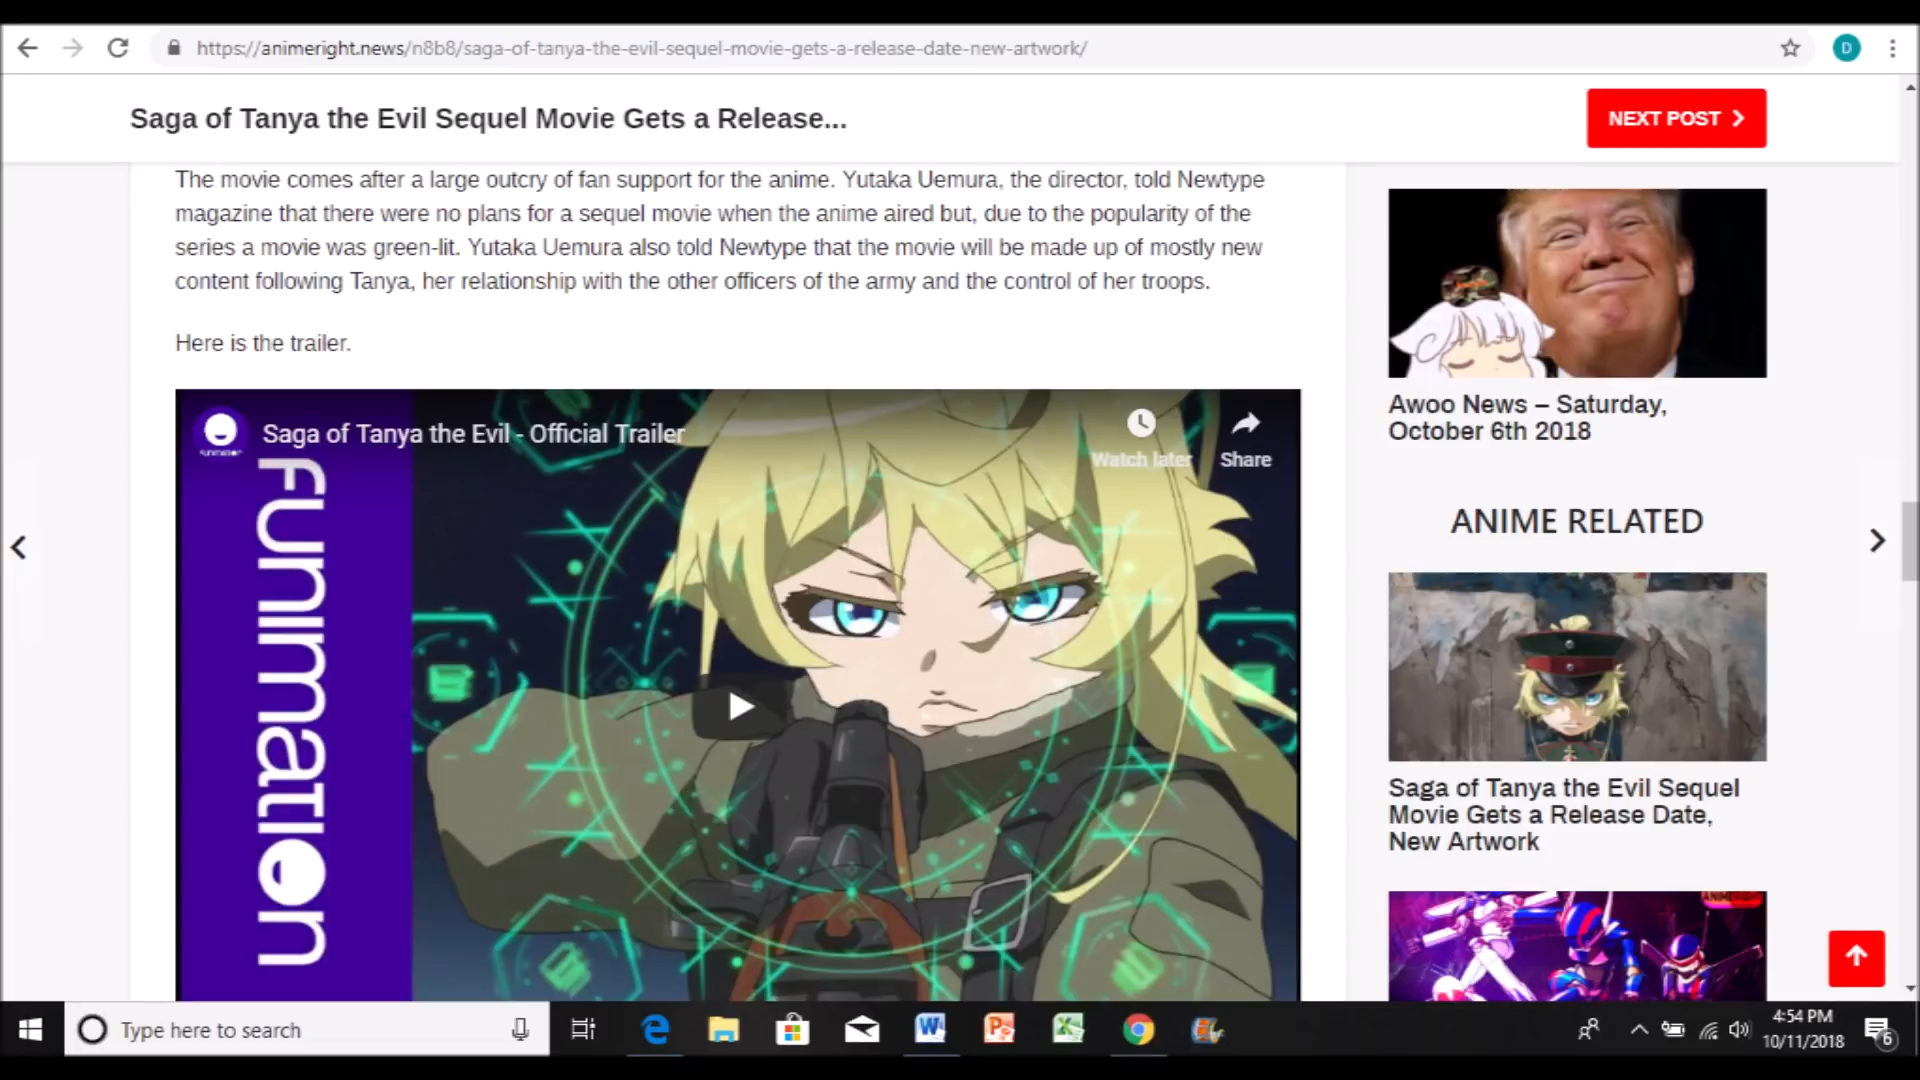 https://animeright.news/n8b8/saga-of-tanya-the-evil-sequel-movie-gets-a-release-date-new-artwork/
D
Saga of Tanya the Evil Sequel Movie Gets a Release...
NEXT POST
The movie comes after a large outcry of fan support for the anime. Yutaka Uemura, the director, told Newtype
magazine that there were no plans for a sequel movie when the anime aired but, due to the popularity of the
series a movie was green-lit. Yutaka Uemura also told Newtype that the movie will be made up of mostly new
content following Tanya, her relationship with the other officers of the army and the control of her troops.
Here is the trailer.
Saga of Tanya the Evil - Official Trailer
Watch later
Share
FUNIMATION
Awoo News – Saturday,
October 6th 2018
ANIME RELATED
Saga of Tanya the Evil Sequel
Movie Gets a Release Date,
New Artwork
Type here to search
4:54 PM
10/11/2018
6